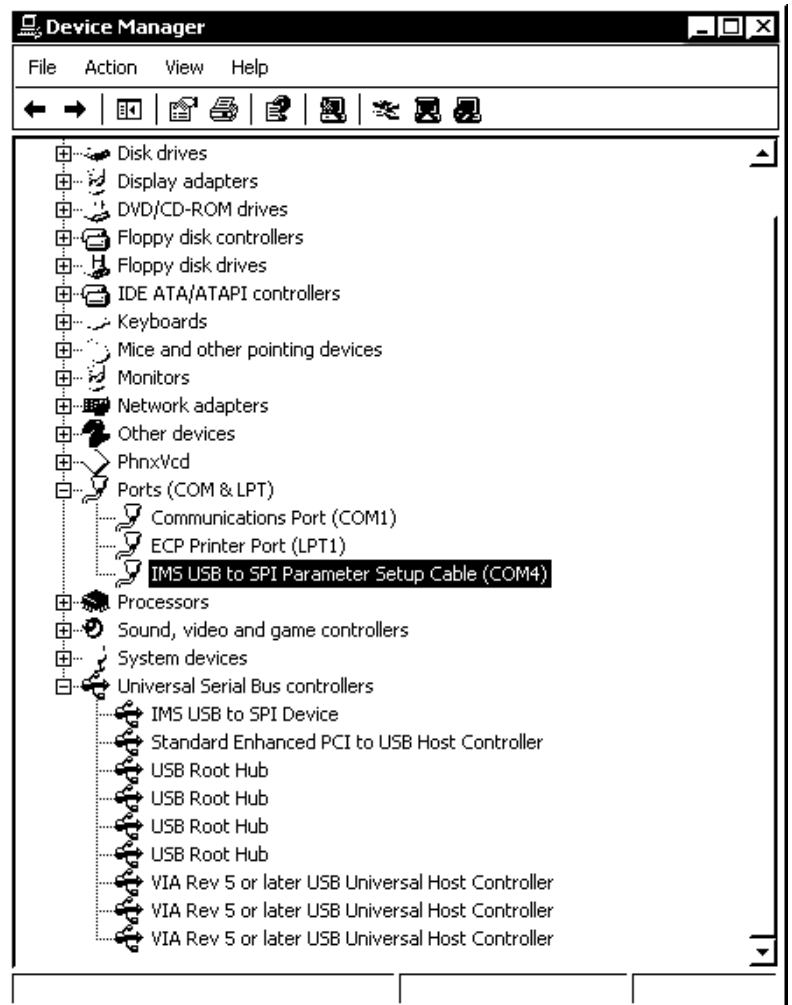 Device Manager
File Action View Help
Disk drives
Display adapters
DVD/CD-ROM drives
Floppy disk controllers
Floppy disk drives
IDE ATA/ATAPI controllers
Keyboards
Mice and other pointing devices
Monitors
Network adapters
Other devices
PhnxVcd
Ports (COM & LPT)
Communications Port (COM1)
ECP Printer Port (LPT1)
IMS USB to SPI Parameter Setup Cable (COM4)
Processors
Sound, video and game controllers
System devices
Universal Serial Bus controllers
IMS USB to SPI Device
Standard Enhanced PCI to USB Host Controller
USB Root Hub
USB Root Hub
USB Root Hub
USB Root Hub
VIA Rev 5 or later USB Universal Host Controller
VIA Rev 5 or later USB Universal Host Controller
VIA Rev 5 or later USB Universal Host Controller